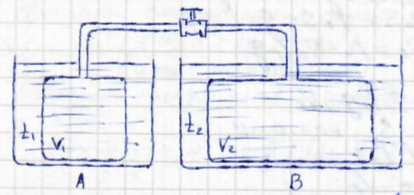 t₁ V₁ t₂ V₂
A B